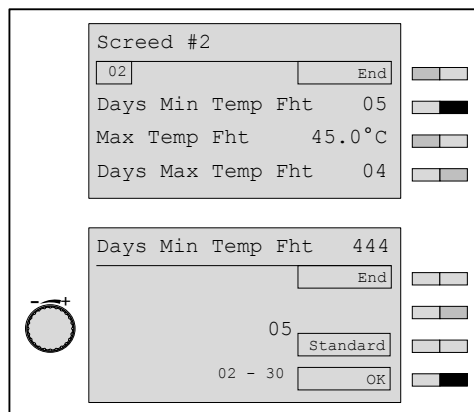 Screed #2
02 End
Days Min Temp Fht 05
Max Temp Fht 45.0°C
Days Max Temp Fht 04
Days Min Temp Fht 444
End
- +
05
Standard
02 - 30 OK